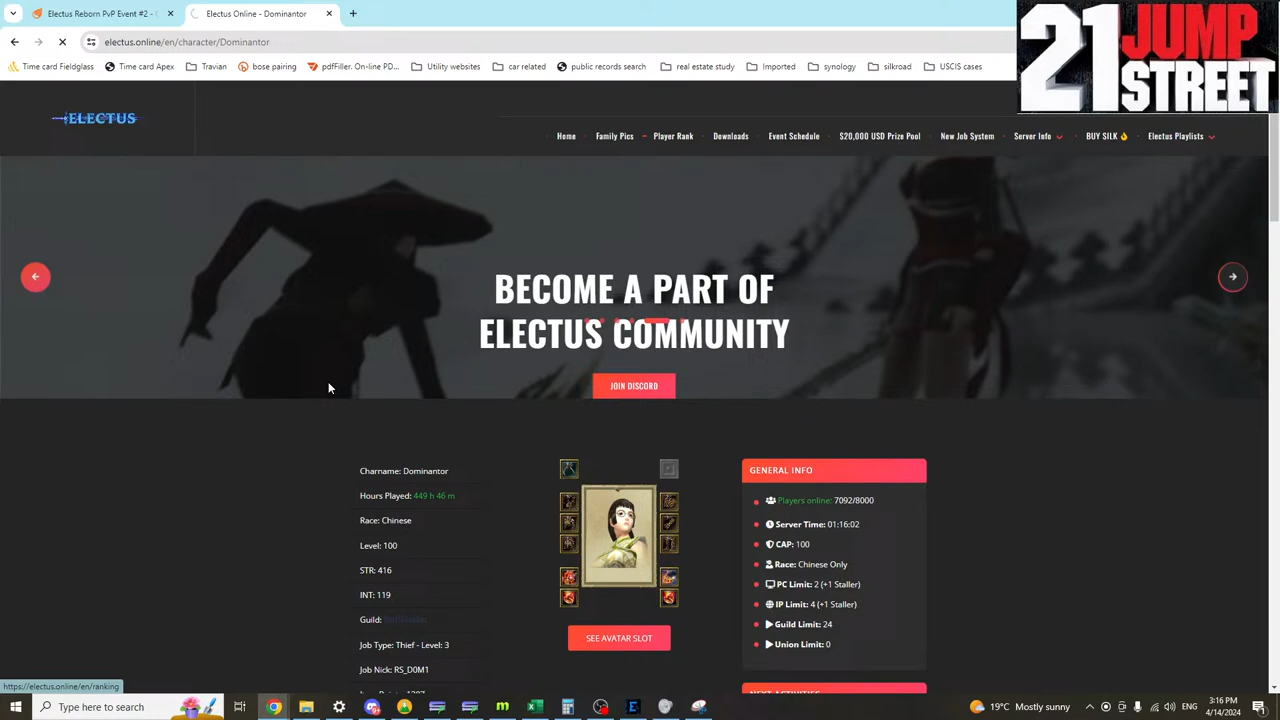 Electus Reborn PvP Event #2 - C
Electus Online - Dominantor
21 JUMP STREET
electus.online/en/character/Dominantor
Time card Fieldglass
Time card Apex
Travian
bose pairing
pdfFiller. On-line PD...
Utility websites
car related
public records search
real estate study
Imported
synology
silkroad
USCIS cases
ELECTUS
Home
Family Pics
Player Rank
Downloads
Event Schedule
$20,000 USD Prize Pool
New Job System
Server Info
BUY SILK
Electus Playlists
BECOME A PART OF
ELECTUS COMMUNITY
JOIN DISCORD
Charname: Dominantor
Hours Played: 449 h 46 m
Race: Chinese
Level: 100
STR: 416
INT: 119
Guild:
Job Type: Thief - Level: 3
Job Nick: RS_D0M1
SEE AVATAR SLOT
GENERAL INFO
Players online: 7092/8000
Server Time: 01:16:02
CAP: 100
Race: Chinese Only
PC Limit: 2 (+1 Staller)
IP Limit: 4 (+1 Staller)
Guild Limit: 24
Union Limit: 0
NEXT ACTIVITIES
https://electus.online/en/ranking
Type here to search
19°C Mostly sunny
3:16 PM
4/14/2024